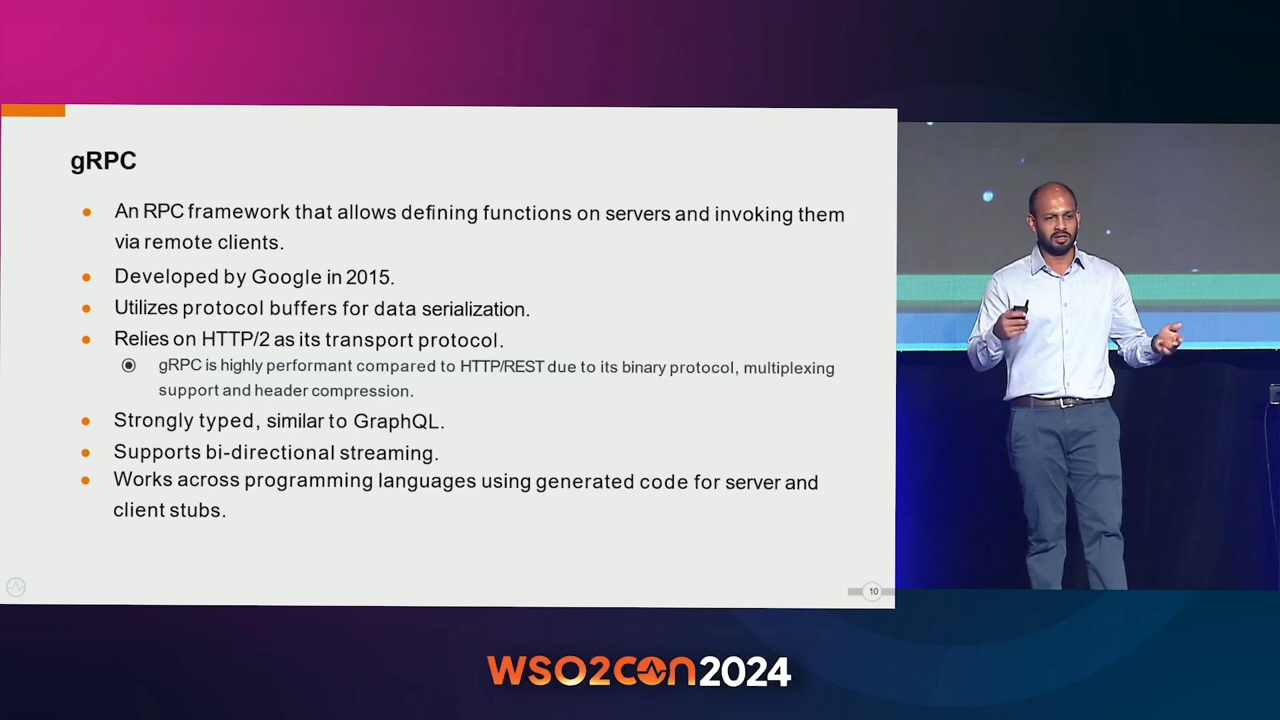 gRPC
An RPC framework that allows defining functions on servers and invoking them
via remote clients.
Developed by Google in 2015.
Utilizes protocol buffers for data serialization.
Relies on HTTP/2 as its transport protocol.
gRPC is highly performant compared to HTTP/REST due to its binary protocol, multiplexing
support and header compression.
Strongly typed, similar to GraphQL.
Supports bi-directional streaming.
Works across programming languages using generated code for server and
client stubs.
10
WSO2CON2024